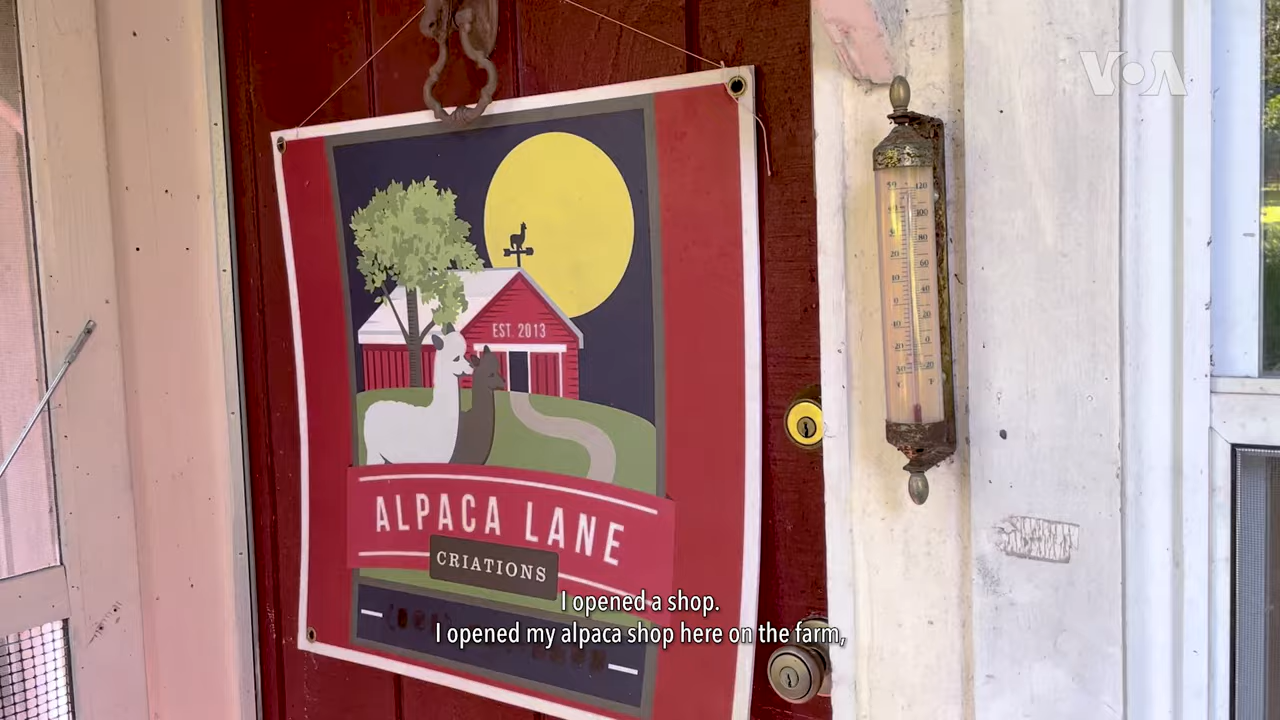 VOA
EST. 2013
ALPACA LANE
CRIATIONS
I opened a shop.
I opened my alpaca shop here on the farm,